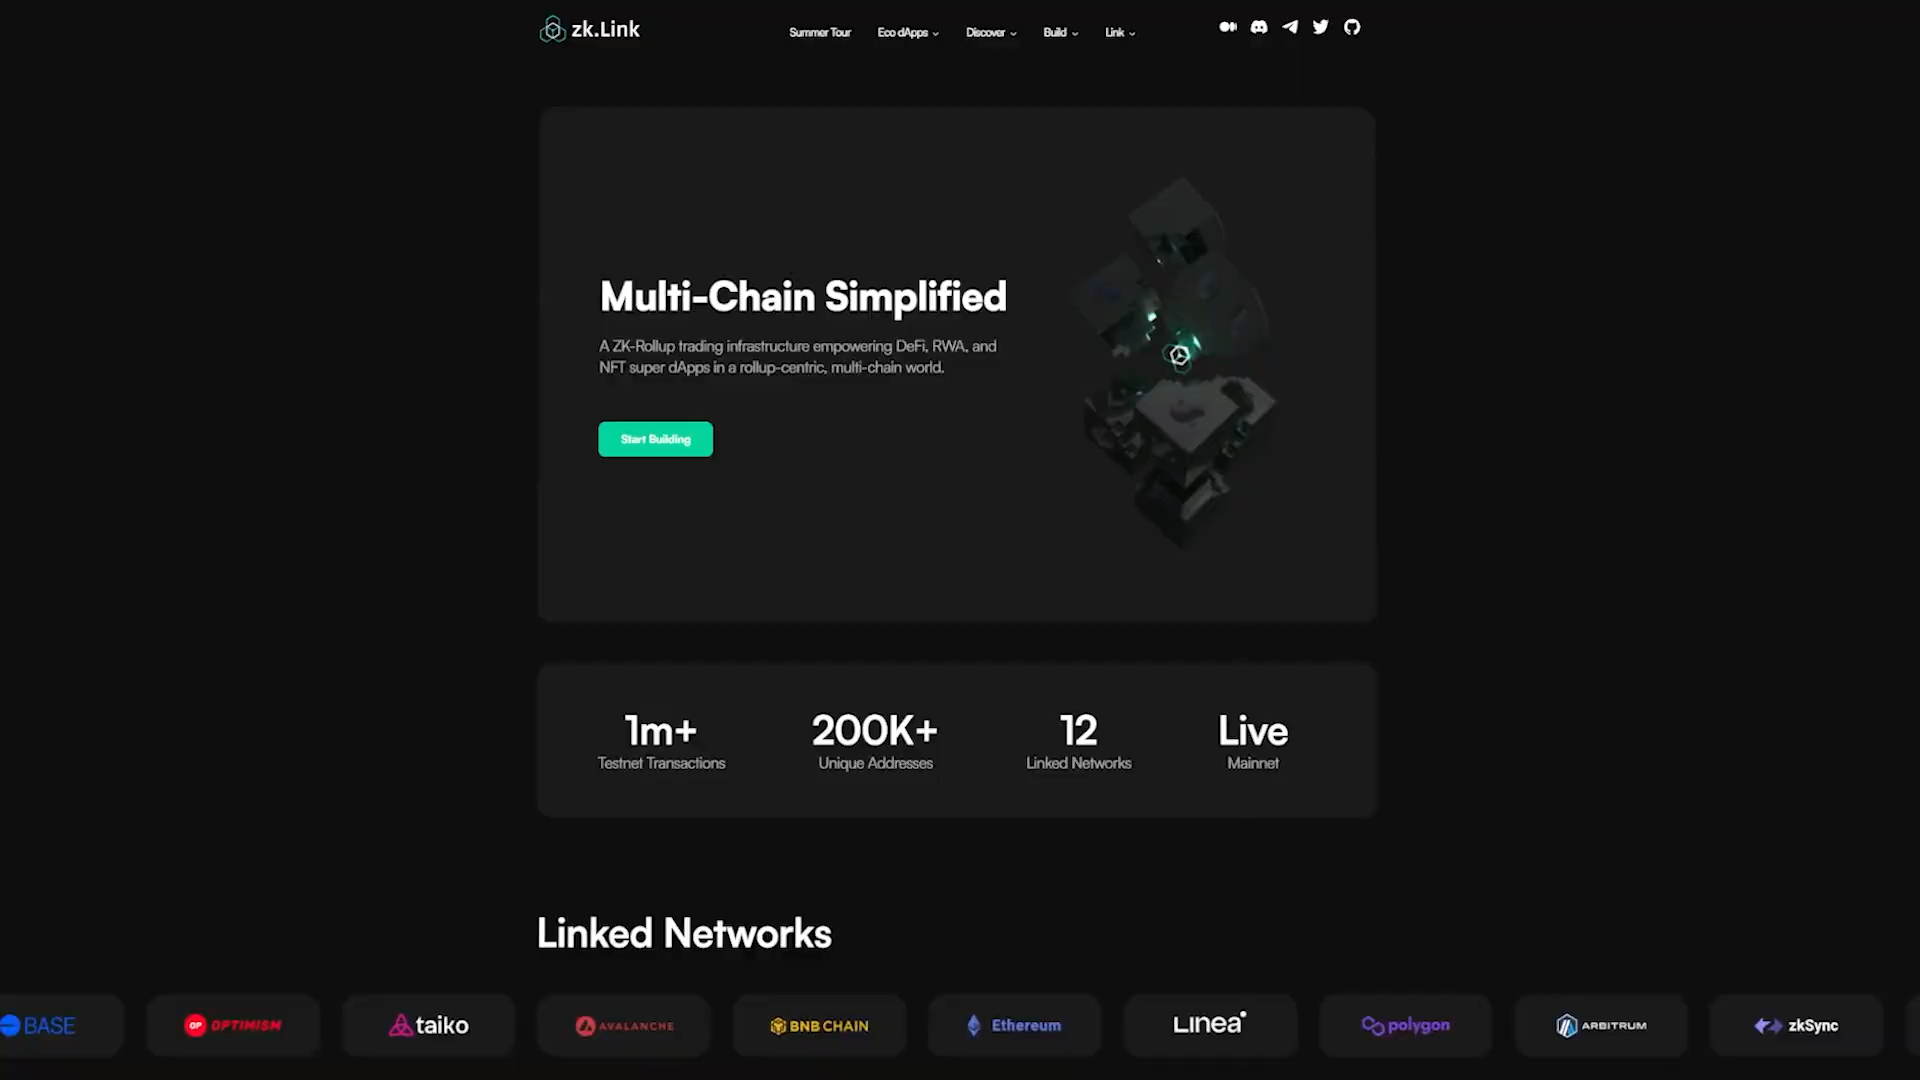 zk.Link
Summer Tour
Eco dApps
Discover
Build
Link
Multi-Chain Simplified
A ZK-Rollup trading infrastructure empowering DeFi, RWA, and
NFT super dApps in a rollup-centric, multi-chain world.
Start Building
1m+
Testnet Transactions
200K+
Unique Addresses
12
Linked Networks
Live
Mainnet
Linked Networks
BASE
OP OPTIMISM
taiko
AVALANCHE
BNB CHAIN
Ethereum
Linea
polygon
ARBITRUM
zkSync